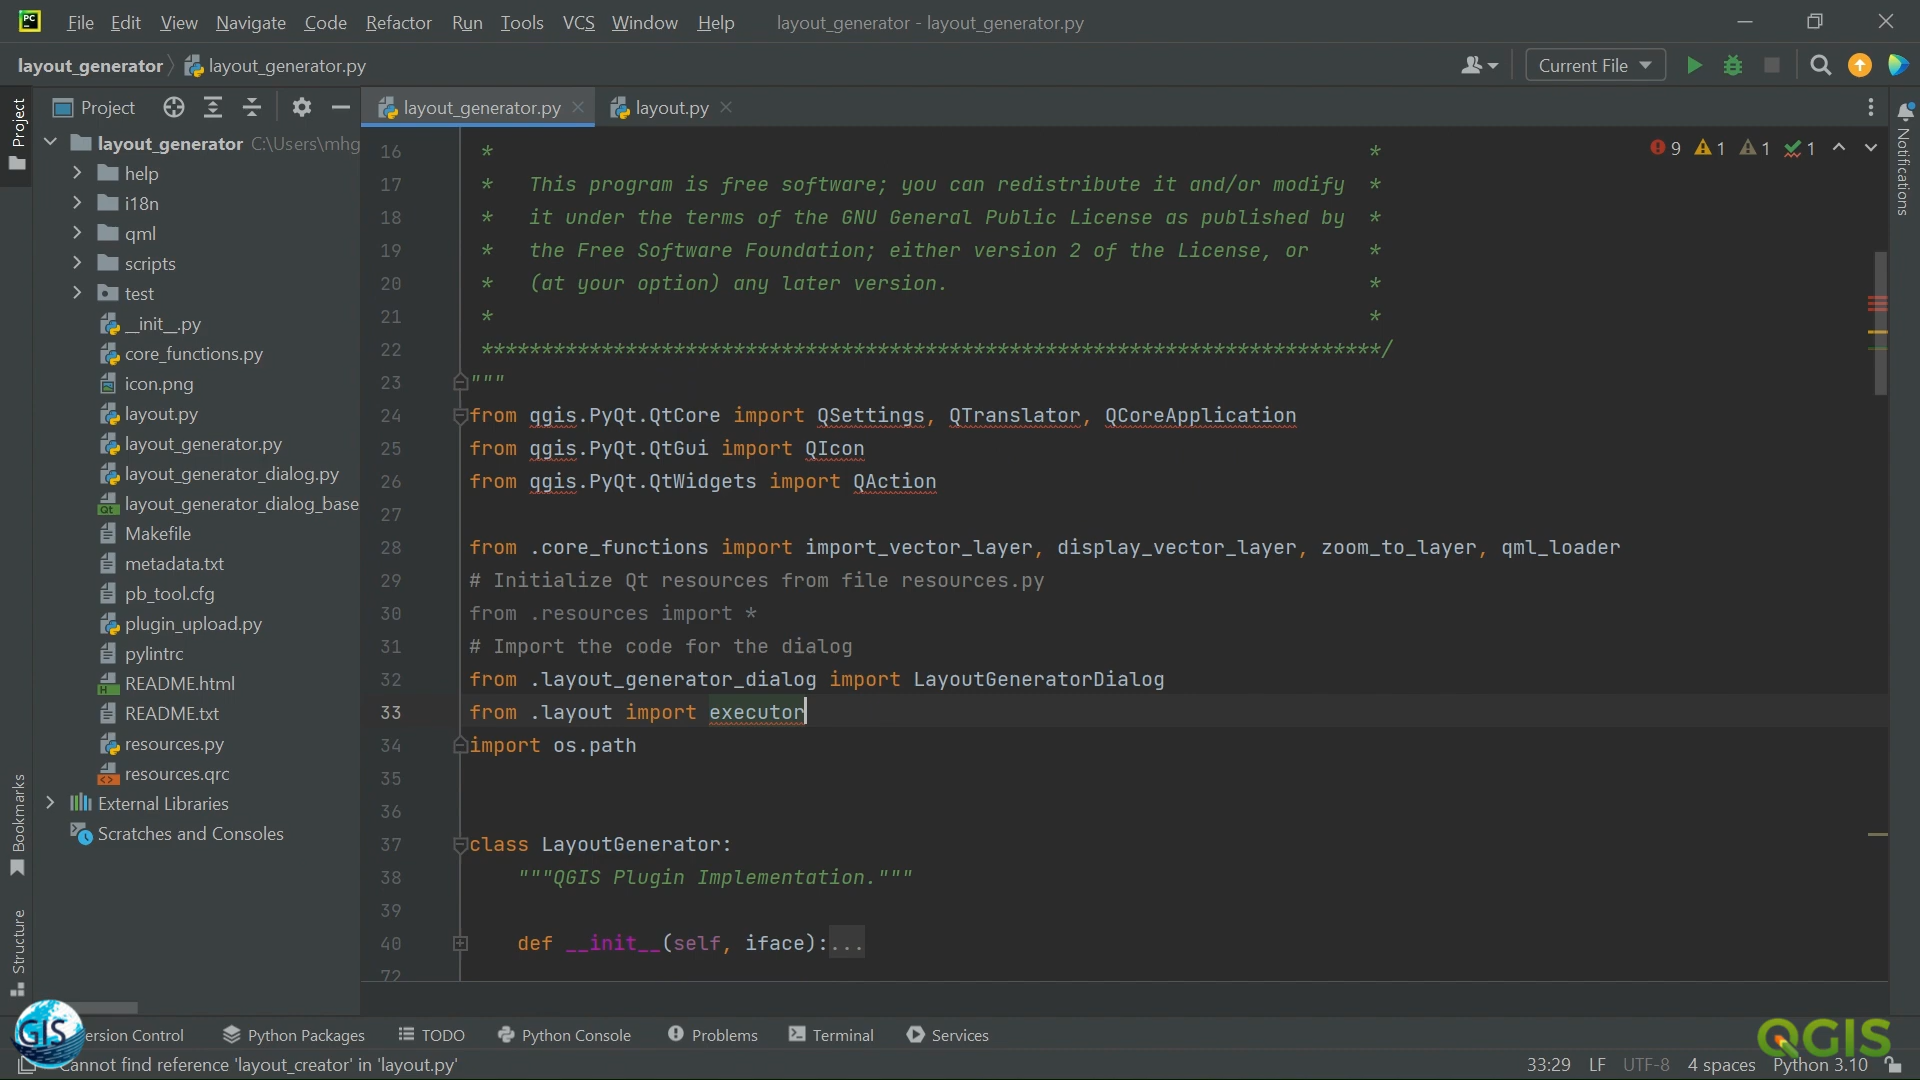 PC File Edit View Navigate Code Refactor Run Tools VCS Window Help layout_generator - layout_generator.py
layout_generator layout_generator.py Current File
Project layout_generator.py layout.py
Project
layout_generator C:\Users\mhg
help
i18n
qml
scripts
test
__init__.py
core_functions.py
icon.png
layout.py
layout_generator.py
layout_generator_dialog.py
layout_generator_dialog_base
Makefile
metadata.txt
pb_tool.cfg
plugin_upload.py
pylintrc
README.html
README.txt
resources.py
resources.qrc
External Libraries
Scratches and Consoles
Bookmarks
Structure
9 1 1 1
Notifications
16 * *
17 * This program is free software; you can redistribute it and/or modify *
18 * it under the terms of the GNU General Public License as published by *
19 * the Free Software Foundation; either version 2 of the License, or *
20 * (at your option) any later version. *
21 * *
22 ***************************************************************************/
23 """
24 from qgis.PyQt.QtCore import QSettings, QTranslator, QCoreApplication
25 from qgis.PyQt.QtGui import QIcon
26 from qgis.PyQt.QtWidgets import QAction
27
28 from .core_functions import import_vector_layer, display_vector_layer, zoom_to_layer, qml_loader
29 # Initialize Qt resources from file resources.py
30 from .resources import *
31 # Import the code for the dialog
32 from .layout_generator_dialog import LayoutGeneratorDialog
33 from .layout import executor
34 import os.path
35
36
37 class LayoutGenerator:
38 """QGIS Plugin Implementation."""
39
40 def __init__(self, iface):...
72
GIS ersion Control Python Packages TODO Python Console Problems Terminal Services QGIS
Cannot find reference 'layout_creator' in 'layout.py' 33:29 LF UTF-8 4 spaces Python 3.10